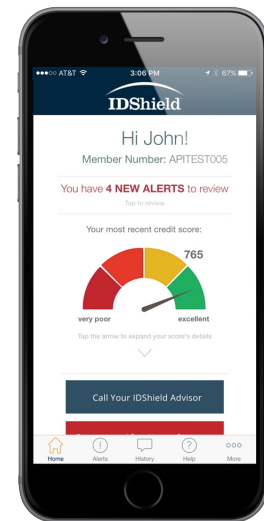 ●●●○○ AT&T 3:06 PM 67%
IDShield
Hi John!
Member Number: APITEST005
You have 4 NEW ALERTS to review
Tap to review
Your most recent credit score:
765
very poor excellent
Tap the arrow to expand your score's details
Call Your IDShield Advisor
Home Alerts History Help More